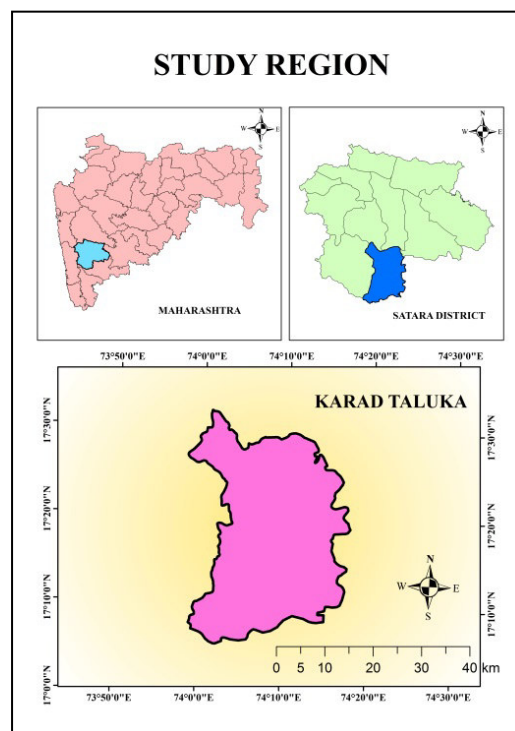 STUDY REGION
N
W E
S
MAHARASHTRA
N
W E
S
SATARA DISTRICT
73°50'0"E 74°0'0"E 74°10'0"E 74°20'0"E 74°30'0"E
KARAD TALUKA
17°30'0"N
17°20'0"N
17°10'0"N
17°0'0"N
17°30'0"N
17°20'0"N
17°10'0"N
N
W E
S
0 5 10 20 30 40
km
73°50'0"E 74°0'0"E 74°10'0"E 74°20'0"E 74°30'0"E